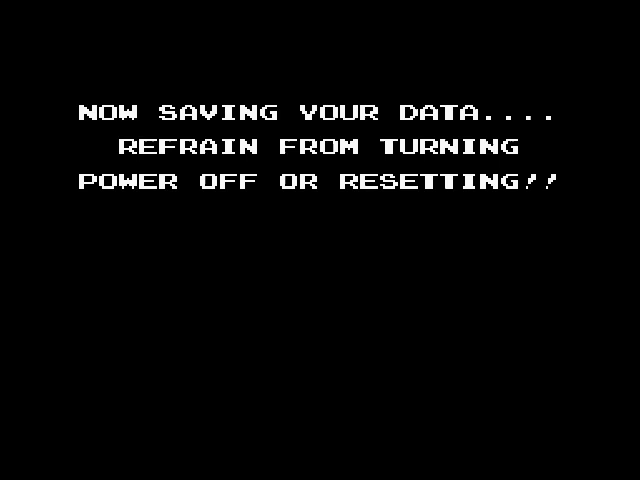 NOW SAVING YOUR DATA....
REFRAIN FROM TURNING
POWER OFF OR RESETTING!!